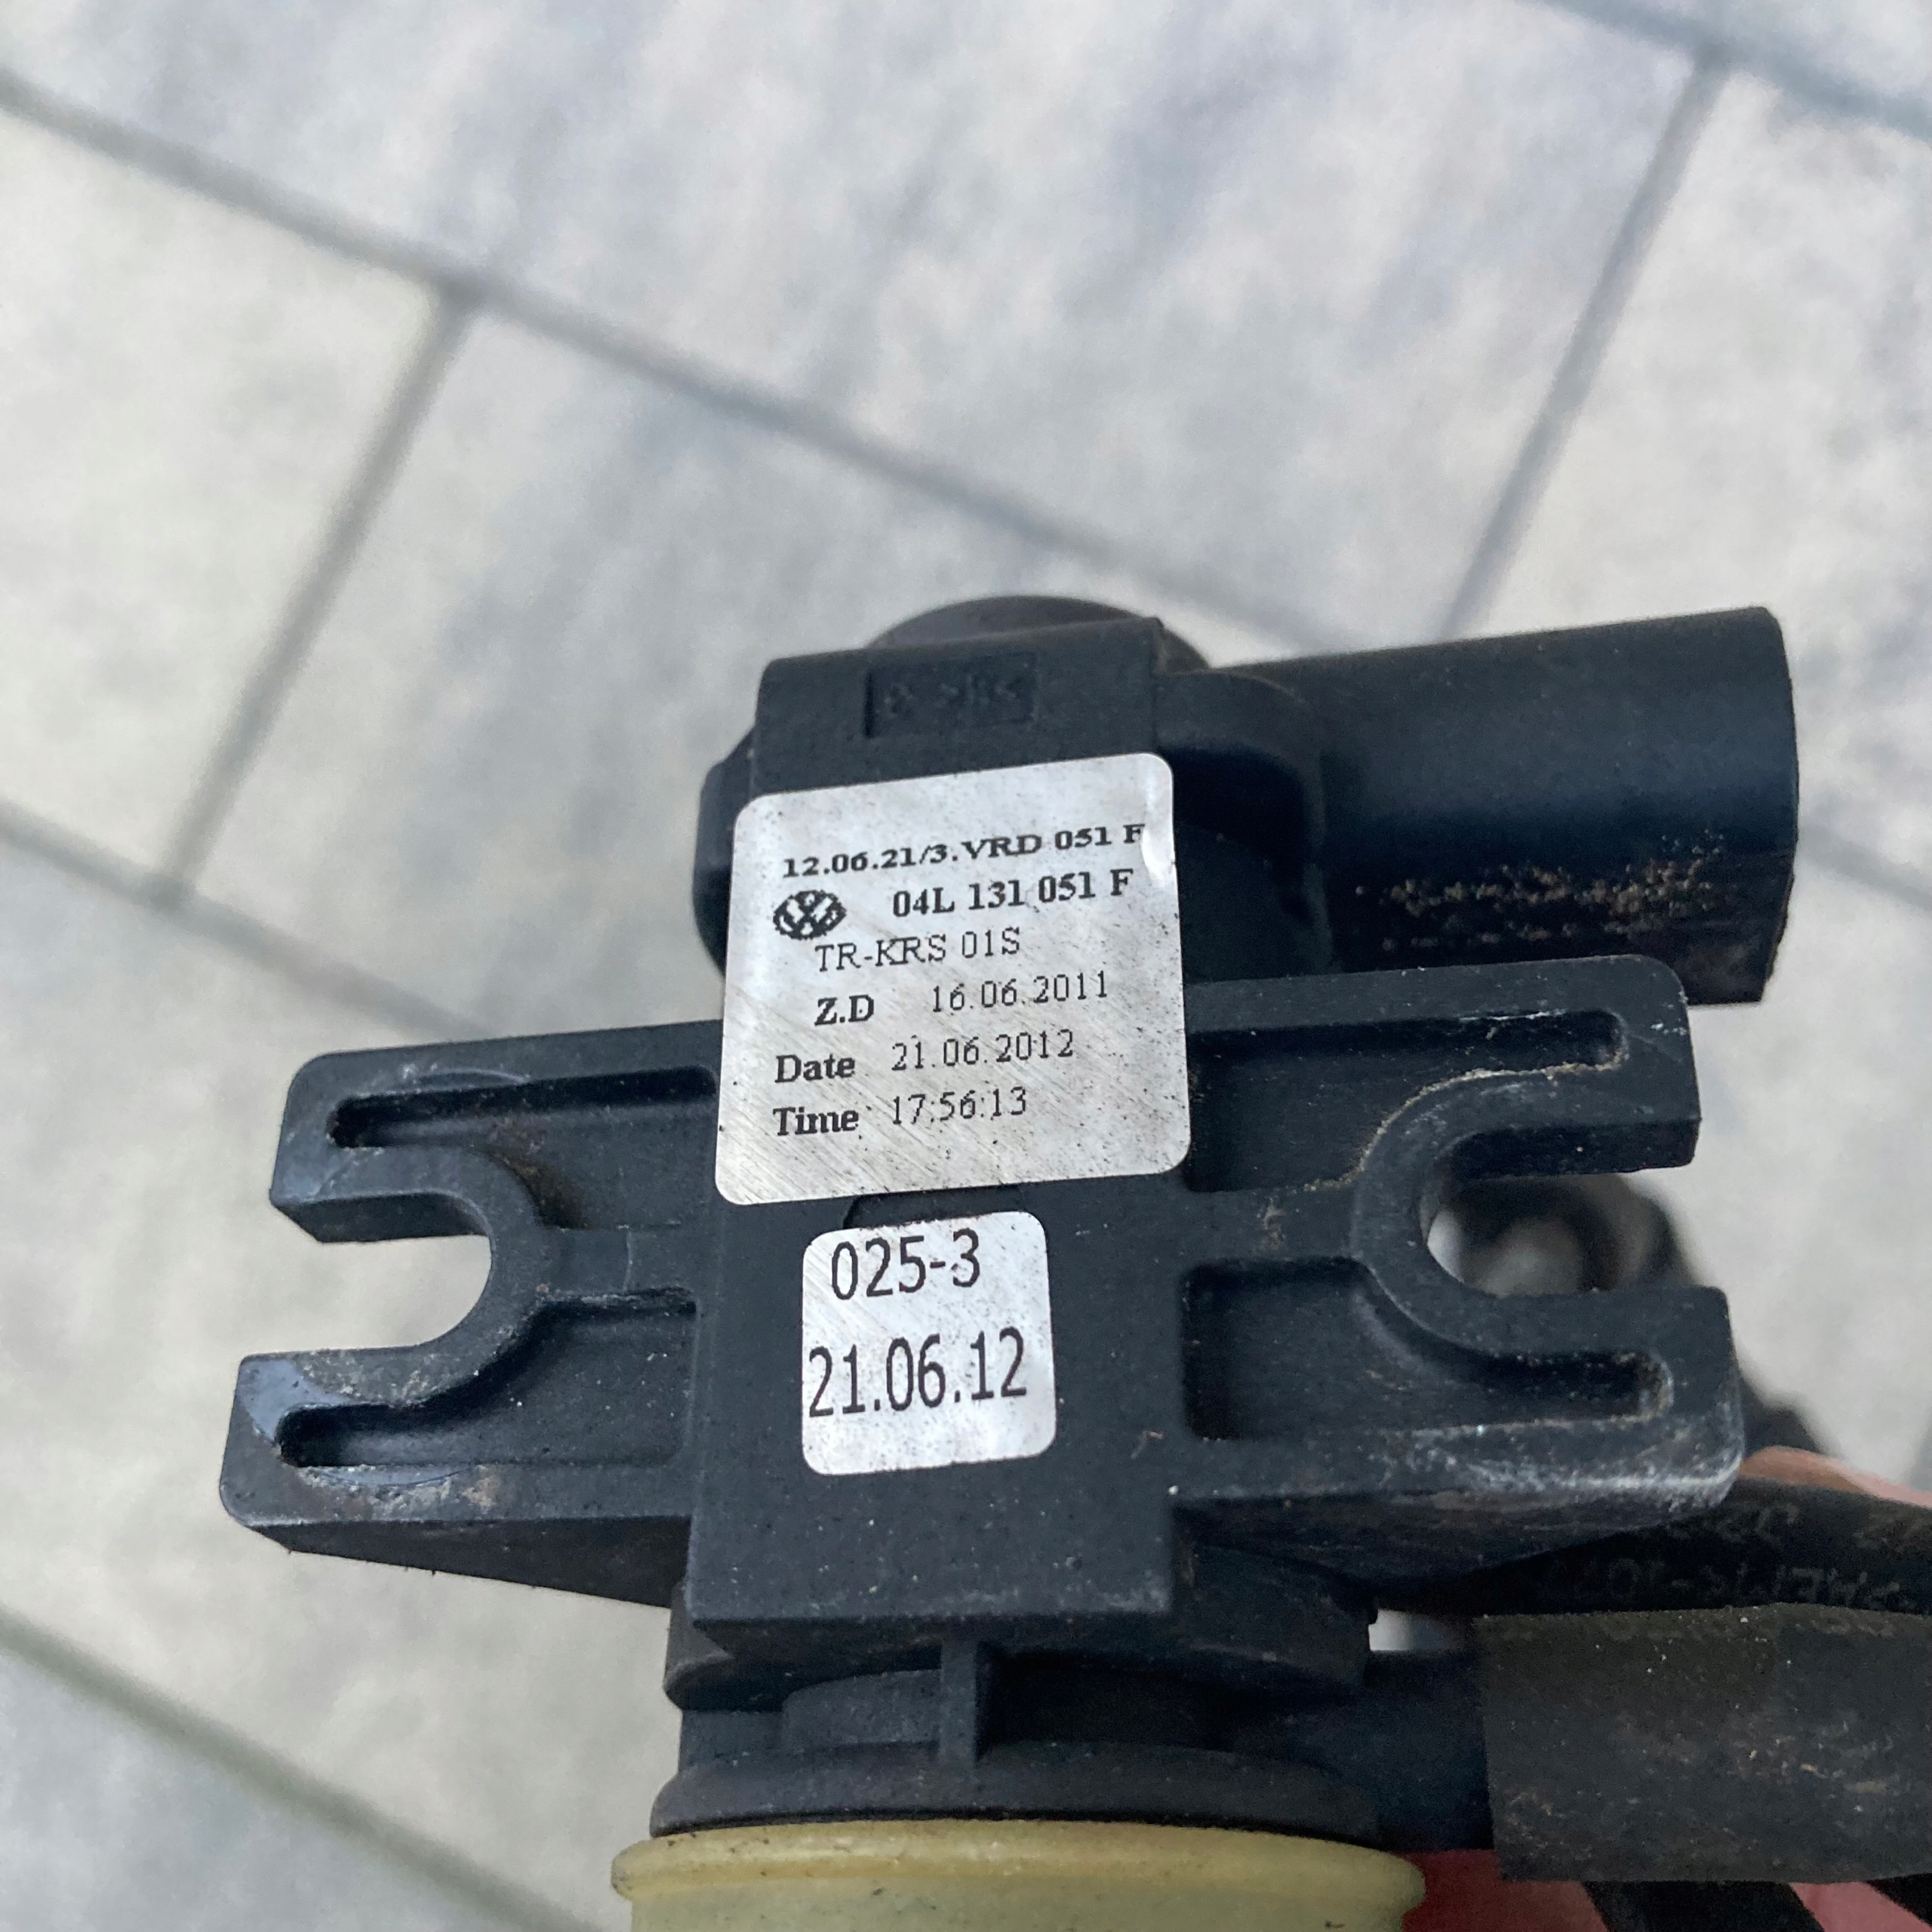 12.06.21/3.VRD 051 F
04L 131 051 F
TR-KRS 01S
Z.D 16.06.2011
Date 21.06.2012
Time 17:56:13
025-3
21.06.12